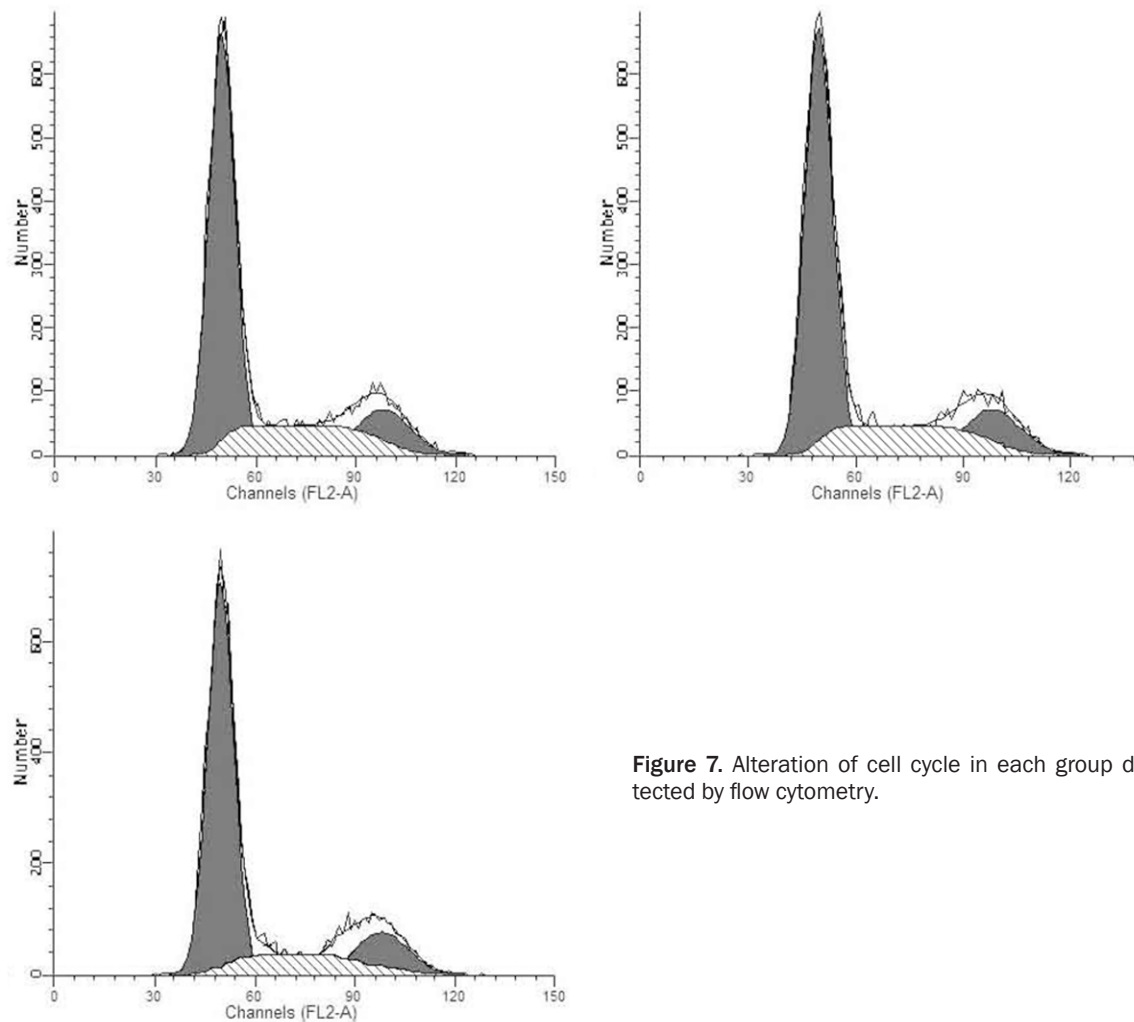 600
500
400
300
200
100
0
Number
0 30 60 90 120 150
Channels (FL2-A)
600
500
400
300
200
100
0
Number
0 30 60 90 120
Channels (FL2-A)
600
400
200
0
Number
0 30 60 90 120 150
Channels (FL2-A)
Figure 7. Alteration of cell cycle in each group d
tected by flow cytometry.